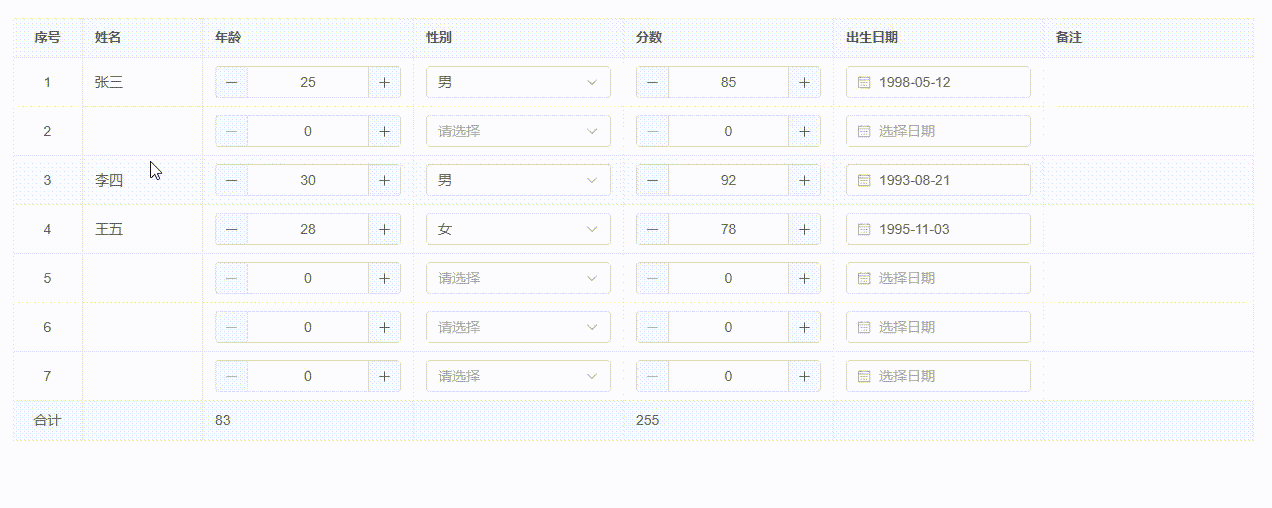 序号 姓名 年龄 性别 分数 出生日期 备注
1 张三 25 男 85 1998-05-12
2 0 请选择 0 选择日期
3 李四 30 男 92 1993-08-21
4 王五 28 女 78 1995-11-03
5 0 请选择 0 选择日期
6 0 请选择 0 选择日期
7 0 请选择 0 选择日期
合计 83 255